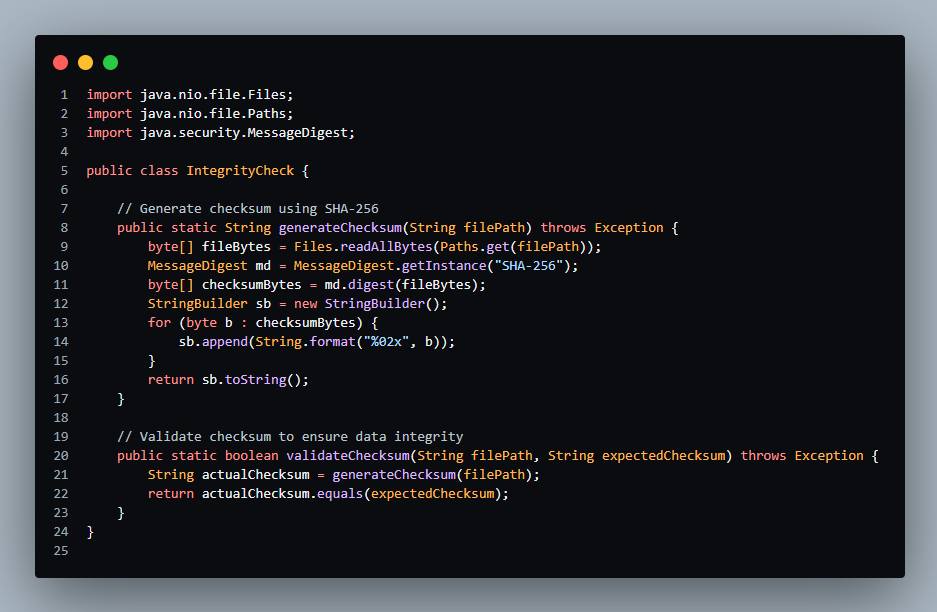 1 import java.nio.file.Files;
2 import java.nio.file.Paths;
3 import java.security.MessageDigest;
4
5 public class IntegrityCheck {
6
7     // Generate checksum using SHA-256
8     public static String generateChecksum(String filePath) throws Exception {
9         byte[] fileBytes = Files.readAllBytes(Paths.get(filePath));
10         MessageDigest md = MessageDigest.getInstance("SHA-256");
11         byte[] checksumBytes = md.digest(fileBytes);
12         StringBuilder sb = new StringBuilder();
13         for (byte b : checksumBytes) {
14             sb.append(String.format("%02x", b));
15         }
16         return sb.toString();
17     }
18
19     // Validate checksum to ensure data integrity
20     public static boolean validateChecksum(String filePath, String expectedChecksum) throws Exception {
21         String actualChecksum = generateChecksum(filePath);
22         return actualChecksum.equals(expectedChecksum);
23     }
24 }
25